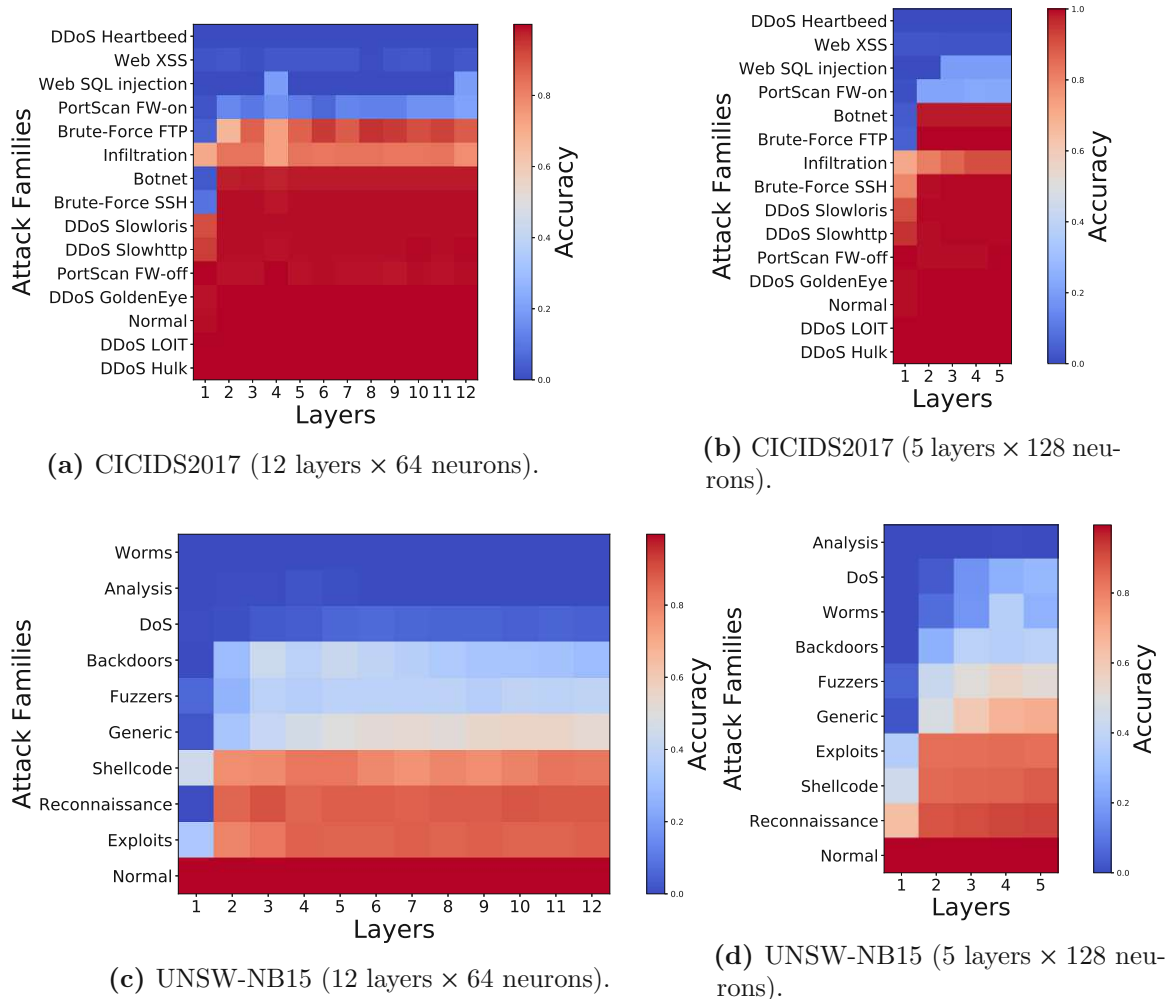 DDoS Heartbeed
Web XSS
Web SQL injection
PortScan FW-on
Brute-Force FTP
Infiltration
Botnet
Brute-Force SSH
DDoS Slowloris
DDoS Slowhttp
PortScan FW-off
DDoS GoldenEye
Normal
DDoS LOIT
DDoS Hulk
Attack Families
1 2 3 4 5 6 7 8 9 10 11 12
Layers
0.8
0.6
0.4
0.2
0.0
Accuracy
(a) CICIDS2017 (12 layers × 64 neurons).
DDoS Heartbeed
Web XSS
Web SQL injection
PortScan FW-on
Botnet
Brute-Force FTP
Infiltration
Brute-Force SSH
DDoS Slowloris
DDoS Slowhttp
PortScan FW-off
DDoS GoldenEye
Normal
DDoS LOIT
DDoS Hulk
Attack Families
1 2 3 4 5
Layers
1.0
0.8
0.6
0.4
0.2
0.0
Accuracy
(b) CICIDS2017 (5 layers × 128 neu-
rons).
Worms
Analysis
DoS
Backdoors
Fuzzers
Generic
Shellcode
Reconnaissance
Exploits
Normal
Attack Families
1 2 3 4 5 6 7 8 9 10 11 12
Layers
0.8
0.6
0.4
0.2
0.0
Accuracy
(c) UNSW-NB15 (12 layers × 64 neurons).
Analysis
DoS
Worms
Backdoors
Fuzzers
Generic
Exploits
Shellcode
Reconnaissance
Normal
Attack Families
1 2 3 4 5
Layers
0.8
0.6
0.4
0.2
0.0
Accuracy
(d) UNSW-NB15 (5 layers × 128 neu-
rons).